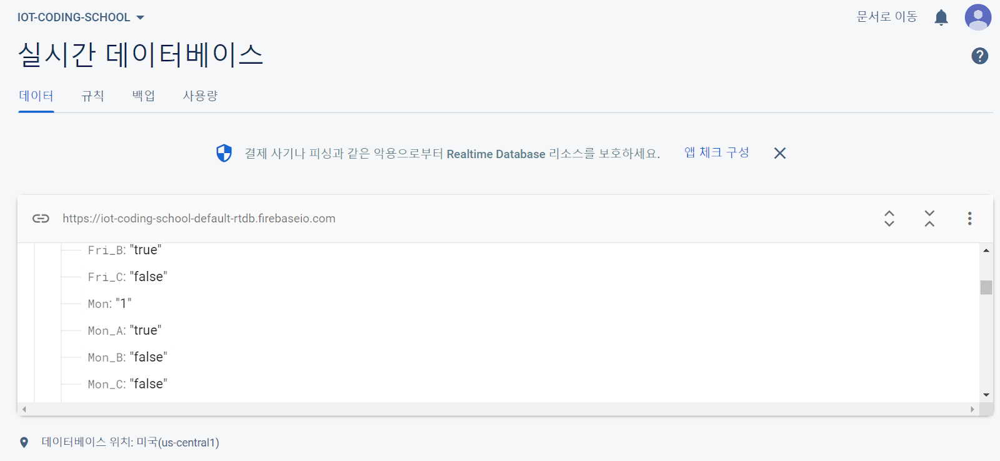 IOT-CODING-SCHOOL
문서로 이동
실시간 데이터베이스
?
데이터 규칙 백업 사용량
결제 사기나 피싱과 같은 악용으로부터 Realtime Database 리소스를 보호하세요. 앱 체크 구성
https://iot-coding-school-default-rtdb.firebaseio.com
Fri_B: "true"
Fri_C: "false"
Mon: "1"
Mon_A: "true"
Mon_B: "false"
Mon_C: "false"
데이터베이스 위치: 미국(us-central1)